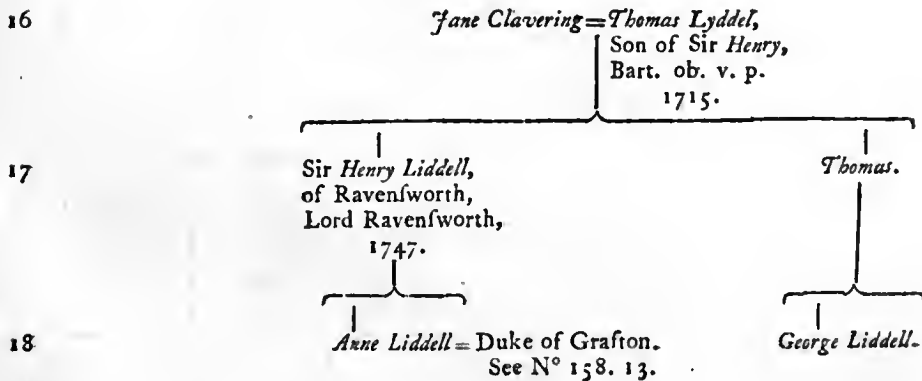 16 Jane Clavering = Thomas Lyddel,
Son of Sir Henry,
Bart. ob. v. p.
1715.
17 Sir Henry Liddell, Thomas.
of Ravenſworth,
Lord Ravenſworth,
1747.
18 Anne Liddell = Duke of Grafton. George Liddell.
See N° 158. 13.